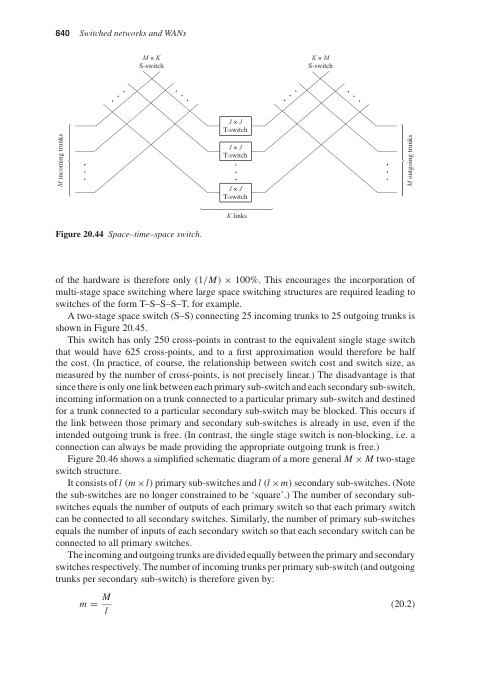 840 Switched networks and WANs
M × K
S-switch
K × M
S-switch
J × J
T-switch
J × J
T-switch
J × J
T-switch
M incoming trunks
M outgoing trunks
K links
Figure 20.44 Space–time–space switch.
of the hardware is therefore only (1/M) × 100%. This encourages the incorporation of
multi-stage space switching where large space switching structures are required leading to
switches of the form T–S–S–S–T, for example.
A two-stage space switch (S–S) connecting 25 incoming trunks to 25 outgoing trunks is
shown in Figure 20.45.
This switch has only 250 cross-points in contrast to the equivalent single stage switch
that would have 625 cross-points, and to a first approximation would therefore be half
the cost. (In practice, of course, the relationship between switch cost and switch size, as
measured by the number of cross-points, is not precisely linear.) The disadvantage is that
since there is only one link between each primary sub-switch and each secondary sub-switch,
incoming information on a trunk connected to a particular primary sub-switch and destined
for a trunk connected to a particular secondary sub-switch may be blocked. This occurs if
the link between those primary and secondary sub-switches is already in use, even if the
intended outgoing trunk is free. (In contrast, the single stage switch is non-blocking, i.e. a
connection can always be made providing the appropriate outgoing trunk is free.)
Figure 20.46 shows a simplified schematic diagram of a more general M × M two-stage
switch structure.
It consists of l (m × l) primary sub-switches and l (l × m) secondary sub-switches. (Note
the sub-switches are no longer constrained to be ‘square’.) The number of secondary sub-
switches equals the number of outputs of each primary switch so that each primary switch
can be connected to all secondary switches. Similarly, the number of primary sub-switches
equals the number of inputs of each secondary switch so that each secondary switch can be
connected to all primary switches.
The incoming and outgoing trunks are divided equally between the primary and secondary
switches respectively. The number of incoming trunks per primary sub-switch (and outgoing
trunks per secondary sub-switch) is therefore given by:
m = M/l (20.2)